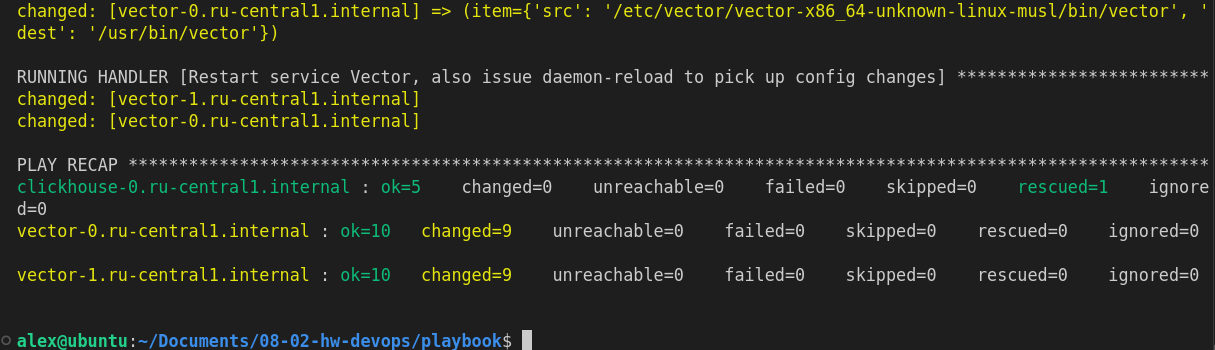 changed: [vector-0.ru-central1.internal] => (item={'src': '/etc/vector/vector-x86_64-unknown-linux-musl/bin/vector', '
dest': '/usr/bin/vector'})
RUNNING HANDLER [Restart service Vector, also issue daemon-reload to pick up config changes] *************************
changed: [vector-1.ru-central1.internal]
changed: [vector-0.ru-central1.internal]
PLAY RECAP ***********************************************************************************************************
clickhouse-0.ru-central1.internal : ok=5    changed=0    unreachable=0    failed=0    skipped=0    rescued=1    ignore
d=0
vector-0.ru-central1.internal : ok=10   changed=9    unreachable=0    failed=0    skipped=0    rescued=0    ignored=0
vector-1.ru-central1.internal : ok=10   changed=9    unreachable=0    failed=0    skipped=0    rescued=0    ignored=0
alex@ubuntu:~/Documents/08-02-hw-devops/playbook$